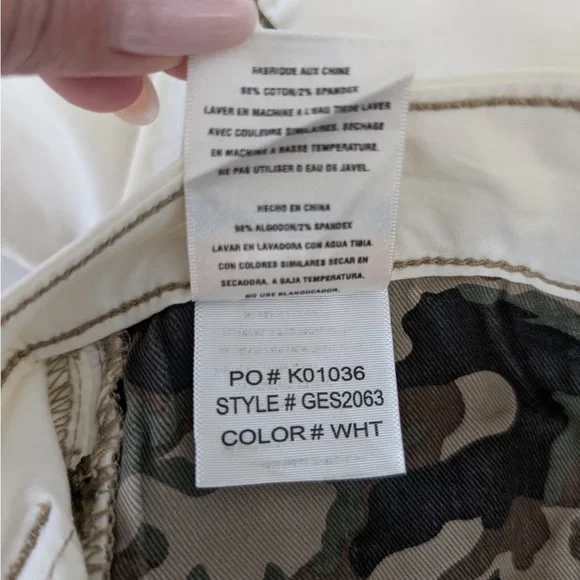 FABRIQUE AUX CHINE
98% COTON/2% SPANDEX
LAVER EN MACHINE A L'EAU TIEDE LAVER
AVEC COULEURS SIMILAIRES. SECHAGE
EN MACHINE A BASSE TEMPERATURE.
NE PAS UTILISER D EAU DE JAVEL.
HECHO EN CHINA
98% ALGODON/2% SPANDEX
LAVAR EN LAVADORA CON AGUA TIBIA.
CON COLORES SIMILARES SECAR EN
SECADORA. A BAJA TEMPERATURA.
NO USE BLANQUCADOR.
PO# K01036
STYLE # GES2063
COLOR# WHT